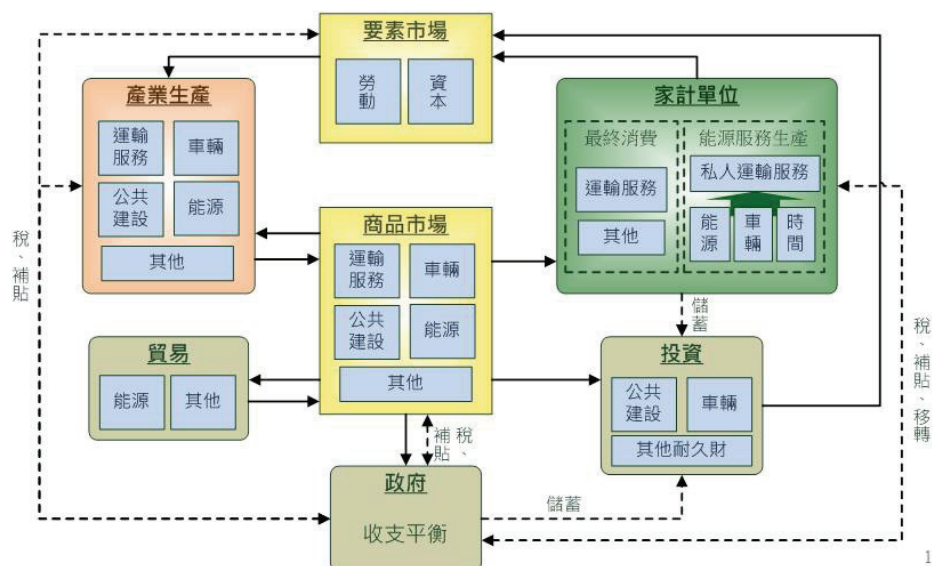 要素市場
勞動
資本
產業生產
運輸
服務
車輛
公共
建設
能源
其他
家計單位
最終消費
運輸服務
其他
能源服務生產
私人運輸服務
能源
車輛
時間
商品市場
運輸
服務
車輛
公共
建設
能源
其他
稅、補貼
貿易
能源
其他
儲蓄
投資
公共
建設
車輛
其他耐久財
稅、補貼、移轉
補 稅
貼 、
政府
收支平衡
儲蓄
1